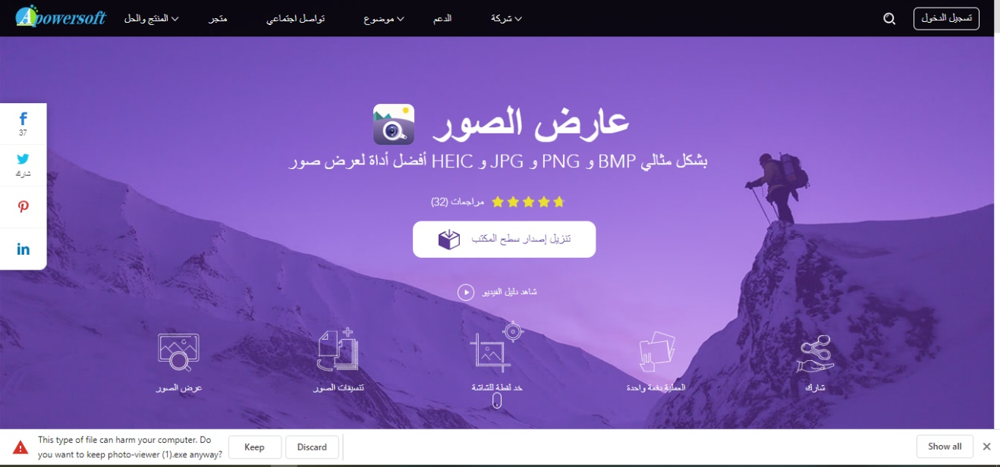 Apowersoft
المنتج والحل
متجر
تواصل اجتماعي
موضوع
الدعم
شركة
تسجيل الدخول
37
شارك
عارض الصور
بشكل مثالي BMP و PNG و JPG و HEIC أفضل أداة لعرض صور
مراجعات (32)
تنزيل إصدار سطح المكتب
شاهد دليل الفيديو
عرض الصور
تنسيقات الصور
خذ لقطة للشاشة
العملية دفعة واحدة
شارك
This type of file can harm your computer. Do
you want to keep photo-viewer (1).exe anyway?
Keep
Discard
Show all